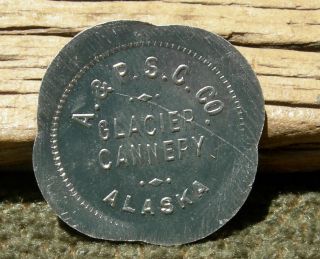 A. & P. S. C. CO.
GLACIER
CANNERY.
ALASKA